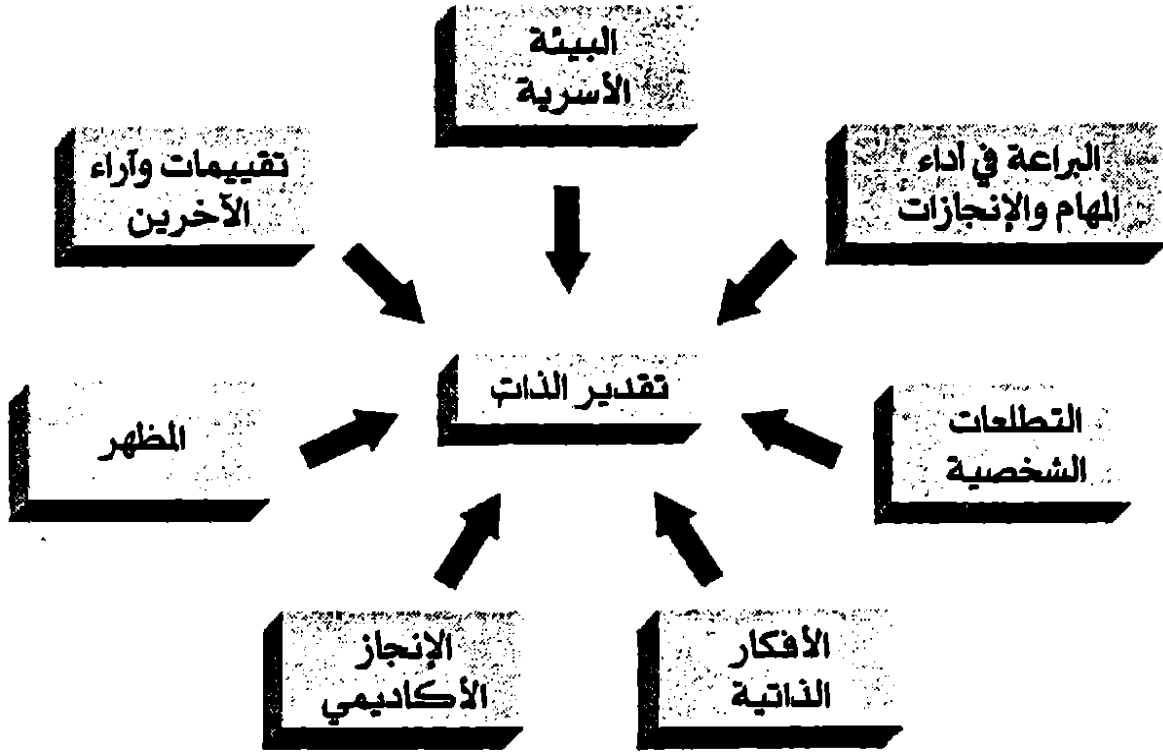 البيئة
الأسرية
البراعة في أداء
المهام والإنجازات
تقييمات وآراء
الآخرين
تقدير الذات
التطلعات
الشخصية
المظهر
الأفكار
الذاتية
الإنجاز
الأكاديمي